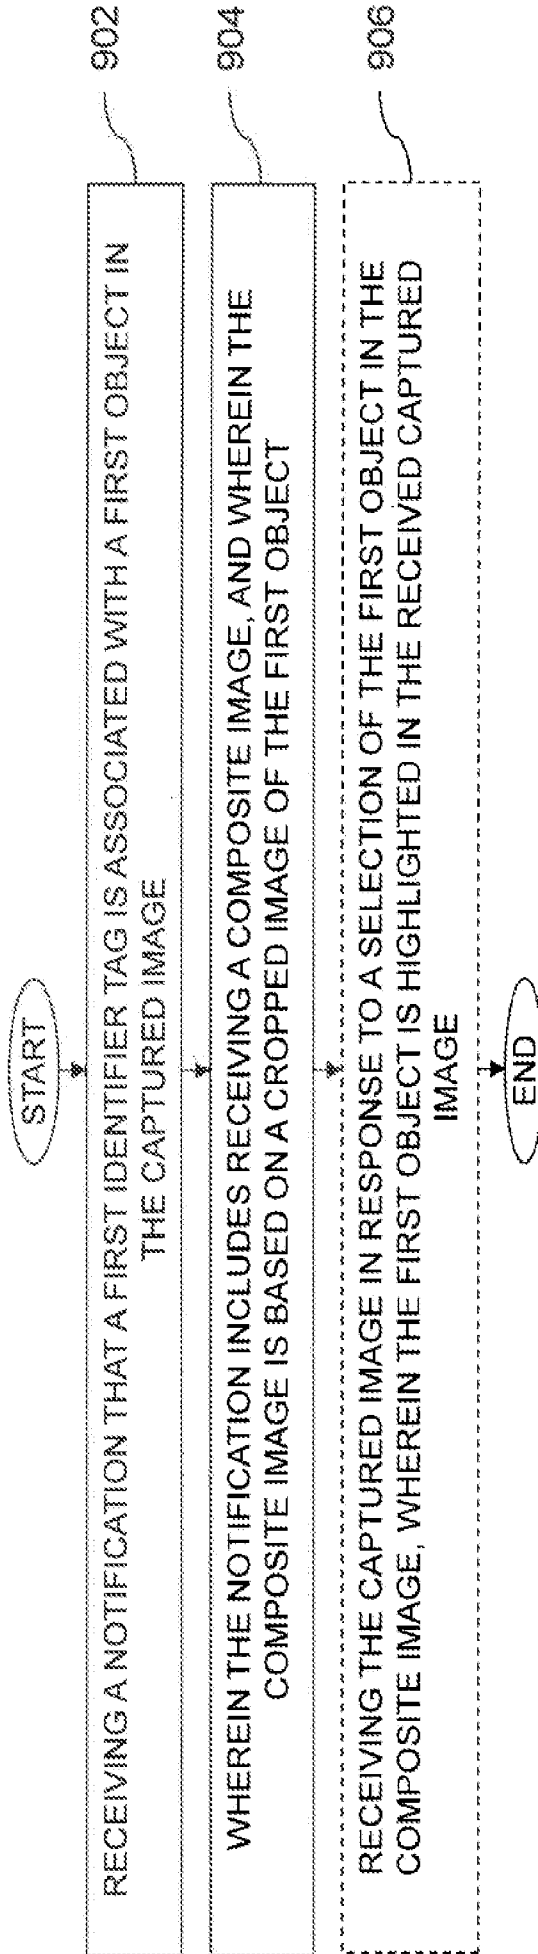 START
RECEIVING A NOTIFICATION THAT A FIRST IDENTIFIER TAG IS ASSOCIATED WITH A FIRST OBJECT IN
THE CAPTURED IMAGE
902
WHEREIN THE NOTIFICATION INCLUDES RECEIVING A COMPOSITE IMAGE, AND WHEREIN THE
COMPOSITE IMAGE IS BASED ON A CROPPED IMAGE OF THE FIRST OBJECT
904
RECEIVING THE CAPTURED IMAGE IN RESPONSE TO A SELECTION OF THE FIRST OBJECT IN THE
COMPOSITE IMAGE, WHEREIN THE FIRST OBJECT IS HIGHLIGHTED IN THE RECEIVED CAPTURED
IMAGE
906
END